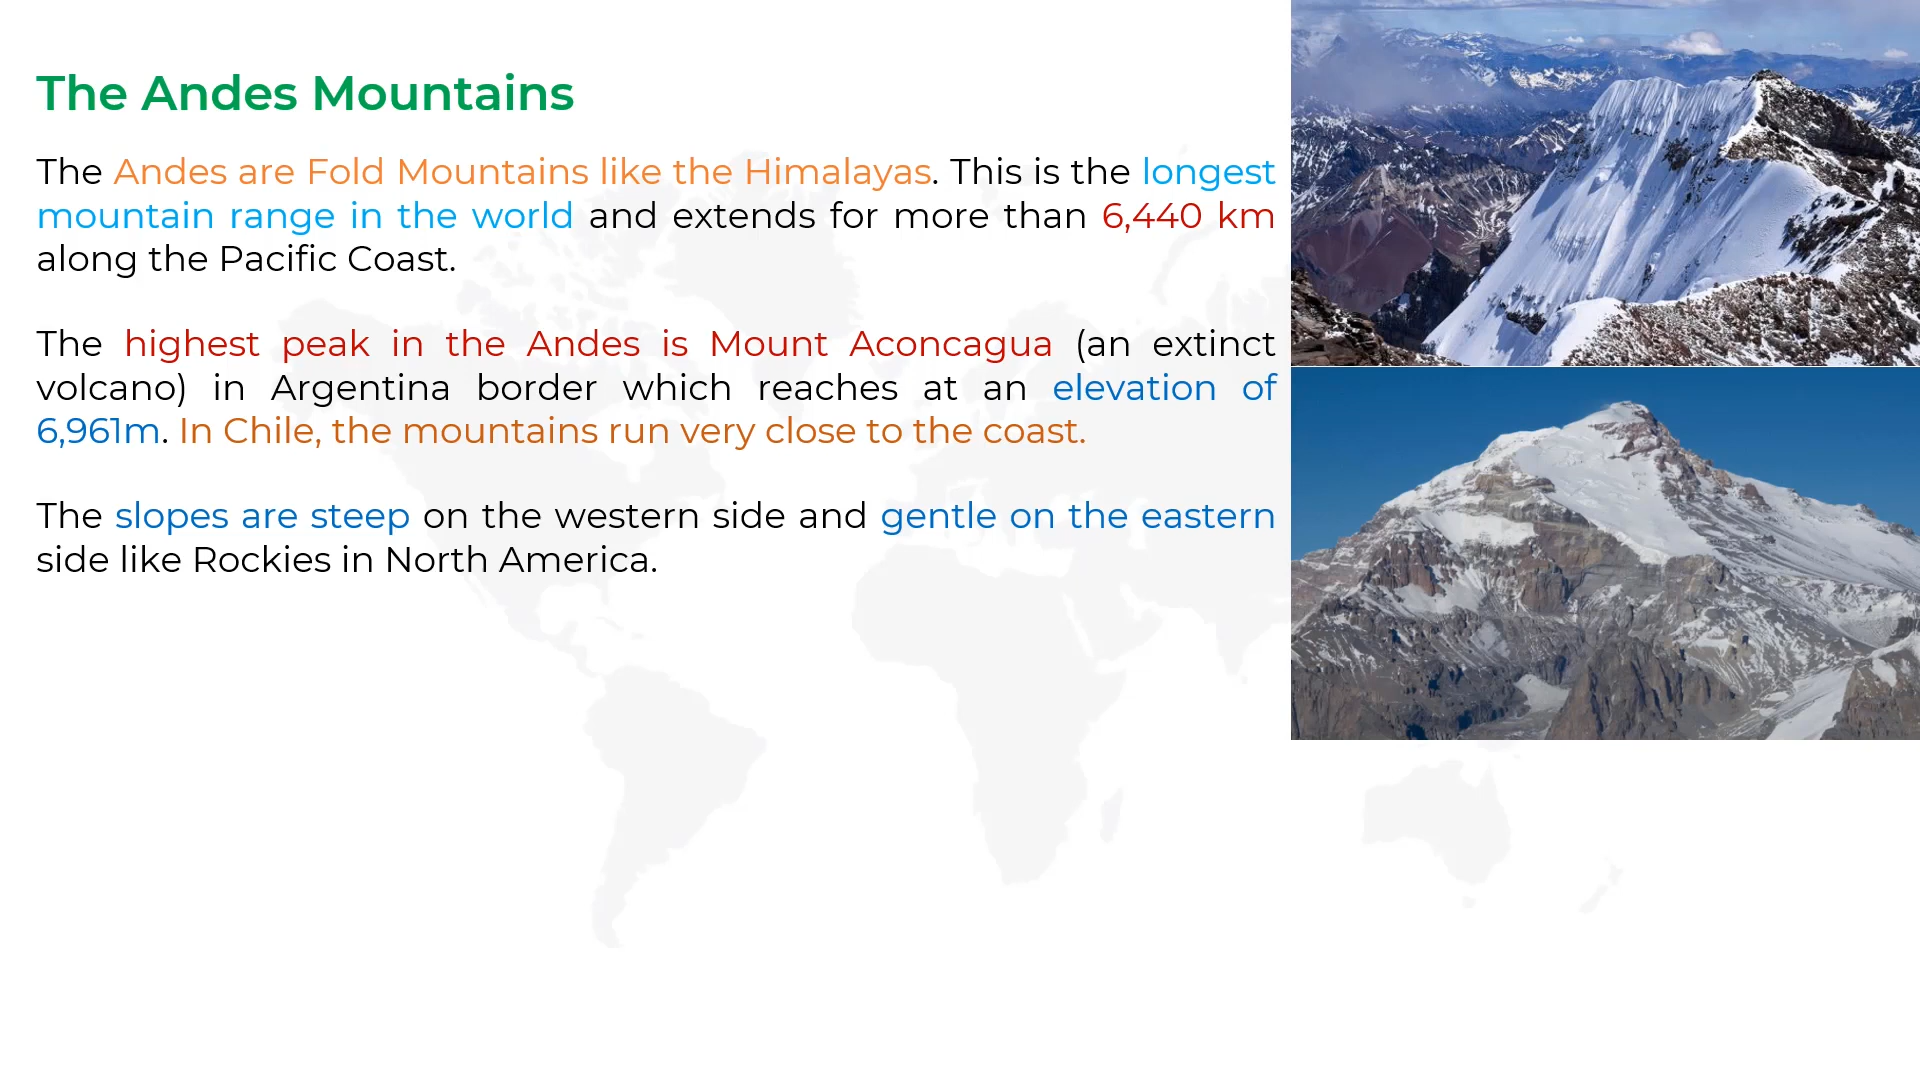 The Andes Mountains
The Andes are Fold Mountains like the Himalayas. This is the longest
mountain range in the world and extends for more than 6,440 km
along the Pacific Coast.
The highest peak in the Andes is Mount Aconcagua (an extinct
volcano) in Argentina border which reaches at an elevation of
6,961m. In Chile, the mountains run very close to the coast.
The slopes are steep on the western side and gentle on the eastern
side like Rockies in North America.